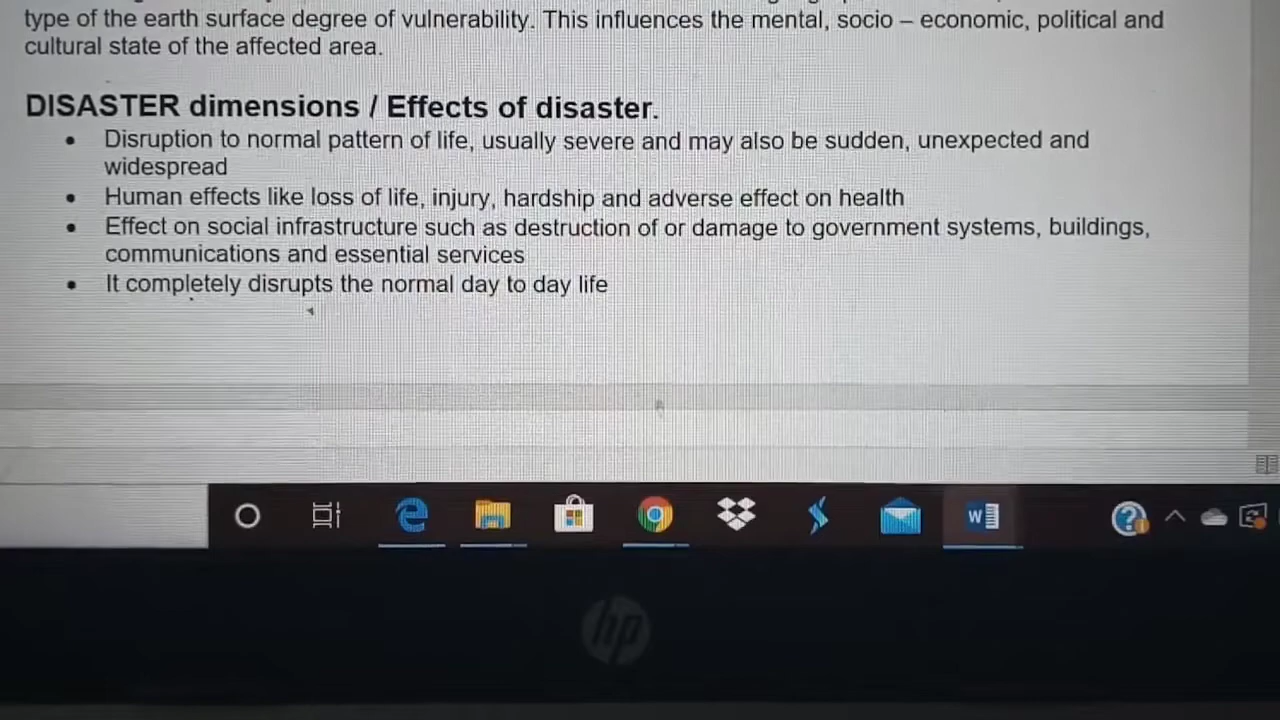 type of the earth surface degree of vulnerability. This influences the mental, socio – economic, political and
cultural state of the affected area.
DISASTER dimensions / Effects of disaster.
• Disruption to normal pattern of life, usually severe and may also be sudden, unexpected and
widespread
• Human effects like loss of life, injury, hardship and adverse effect on health
• Effect on social infrastructure such as destruction of or damage to government systems, buildings,
communications and essential services
• It completely disrupts the normal day to day life
W
hp